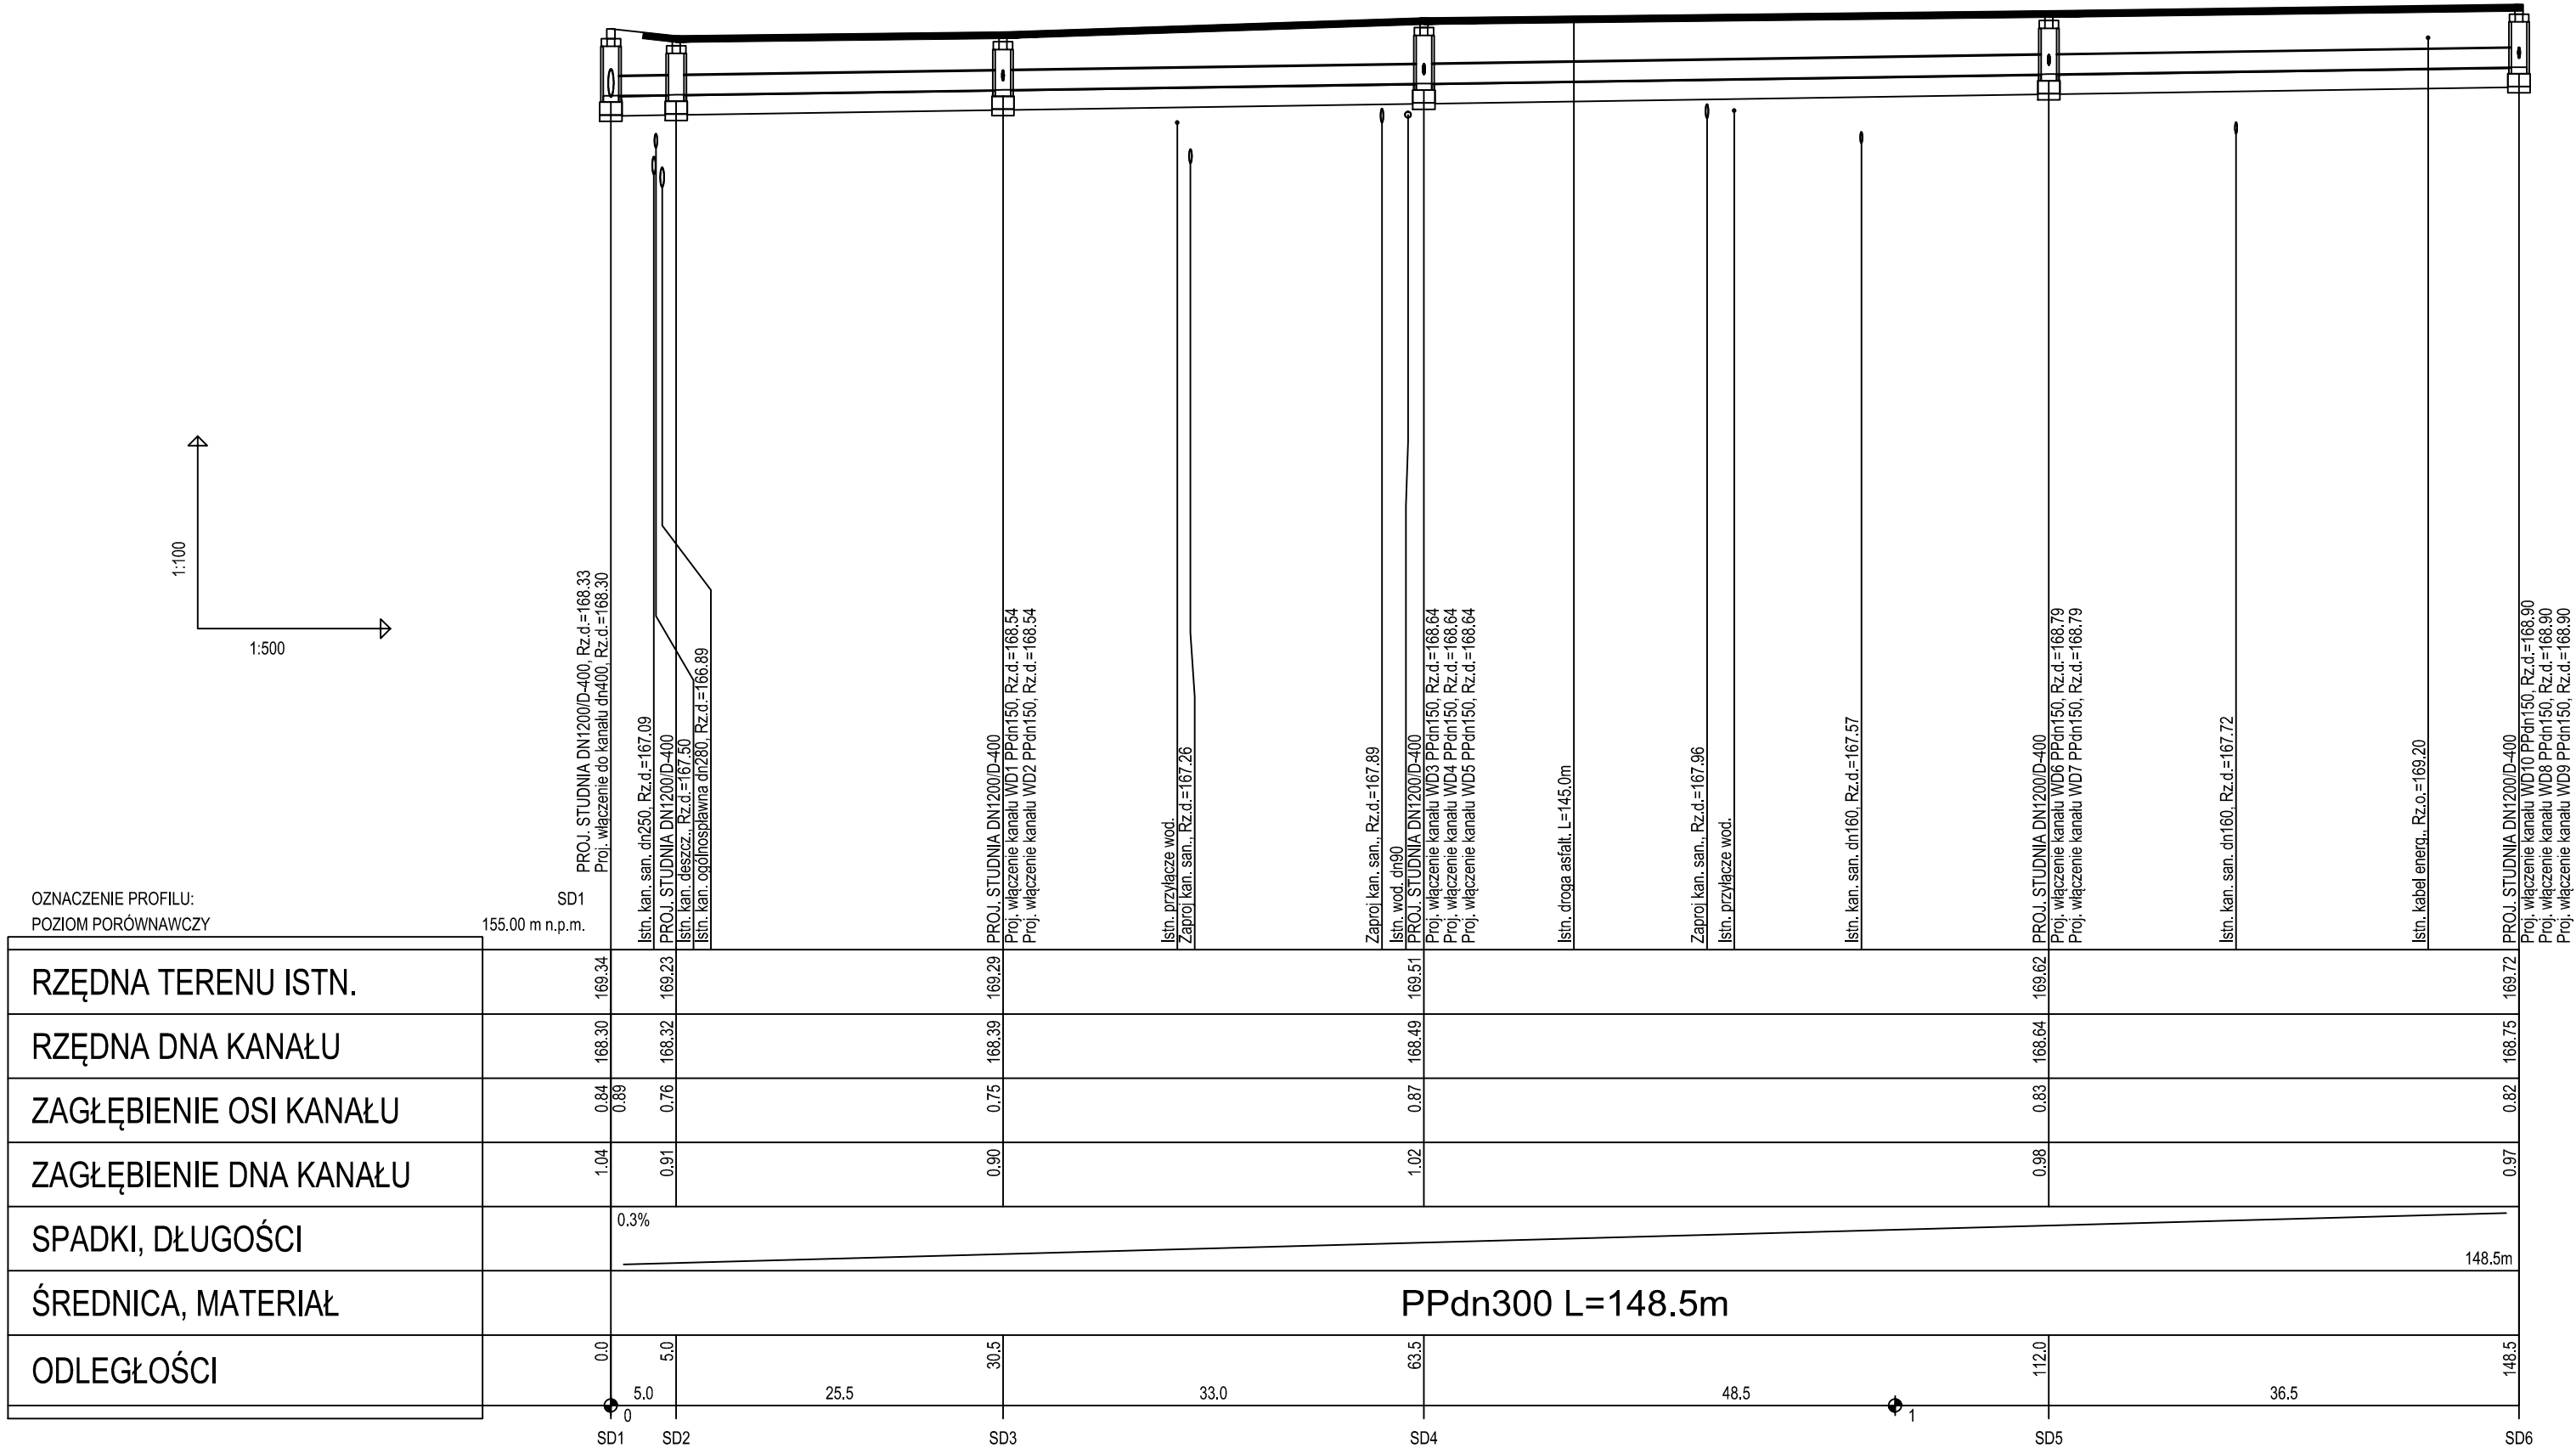 1:100
1:500
OZNACZENIE PROFILU:
SD1
POZIOM PORÓWNAWCZY
155.00 m n.p.m.
PROJ. STUDNIA DN1200/D-400, Rz.d.=168.33
Proj. włączenie do kanału dn400, Rz.d.=168.30
Istn. kan. san. dn250, Rz.d.=167.09
PROJ. STUDNIA DN1200/D-400
Istn. kan. deszcz., Rz.d.=167.50
Istn. kan. ogólnospławna dn280, Rz.d.=166.89
PROJ. STUDNIA DN1200/D-400
Proj. włączenie kanału WD1 PPdn150, Rz.d.=168.54
Proj. włączenie kanału WD2 PPdn150, Rz.d.=168.54
Istn. przyłącze wod.
Zaproj kan. san., Rz.d.=167.26
Zaproj kan. san., Rz.d.=167.89
Istn. wod. dn90
PROJ. STUDNIA DN1200/D-400
Proj. włączenie kanału WD3 PPdn150, Rz.d.=168.64
Proj. włączenie kanału WD4 PPdn150, Rz.d.=168.64
Proj. włączenie kanału WD5 PPdn150, Rz.d.=168.64
Istn. droga asfalt. L=145.0m
Zaproj kan. san., Rz.d.=167.96
Istn. przyłącze wod.
Istn. kan. san. dn160, Rz.d.=167.57
PROJ. STUDNIA DN1200/D-400
Proj. włączenie kanału WD6 PPdn150, Rz.d.=168.79
Proj. włączenie kanału WD7 PPdn150, Rz.d.=168.79
Istn. kan. san. dn160, Rz.d.=167.72
Istn. kabel energ., Rz.o.=169.20
PROJ. STUDNIA DN1200/D-400
Proj. włączenie kanału WD10 PPdn150, Rz.d.=168.90
Proj. włączenie kanału WD8 PPdn150, Rz.d.=168.90
Proj. włączenie kanału WD9 PPdn150, Rz.d.=168.90
RZĘDNA TERENU ISTN.
169.34 169.23 169.29 169.51 169.62 169.72
RZĘDNA DNA KANAŁU
168.30 168.32 168.39 168.49 168.64 168.75
ZAGŁĘBIENIE OSI KANAŁU
0.84 0.89 0.76 0.75 0.87 0.83 0.82
ZAGŁĘBIENIE DNA KANAŁU
1.04 0.91 0.90 1.02 0.98 0.97
SPADKI, DŁUGOŚCI
0.3%
148.5m
ŚREDNICA, MATERIAŁ
PPdn300 L=148.5m
ODLEGŁOŚCI
0.0 5.0 30.5 63.5 112.0 148.5
5.0 25.5 33.0 48.5 36.5
0 1
SD1 SD2 SD3 SD4 SD5 SD6